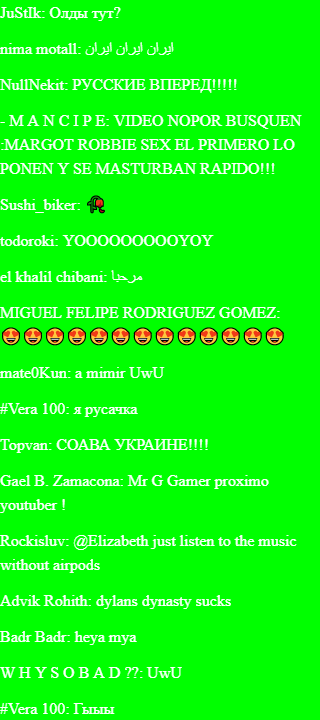 JuStIk: Олды тут?
nima motall: ایران ایران ایران
NullNekit: РУССКИЕ ВПЕРЕД!!!!!
- M A N C I P E: VIDEO NOPOR BUSQUEN
:MARGOT ROBBIE SEX EL PRIMERO LO
PONEN Y SE MASTURBAN RAPIDO!!!
Sushi_biker:
todoroki: YOOOOOOOOOYOY
el khalil chibani: مرحبا
MIGUEL FELIPE RODRIGUEZ GOMEZ:
😍😍😍😍😍😍😍😍😍😍😍😍😍
mate0Kun: a mimir UwU
#Vera 100: я русачка
Topvan: СОАВА УКРАИНЕ!!!!
Gael B. Zamacona: Mr G Gamer proximo
youtuber !
Rockisluv: @Elizabeth just listen to the music
without airpods
Advik Rohith: dylans dynasty sucks
Badr Badr: heya mya
W H Y S O B A D ??: UwU
#Vera 100: Гыыы